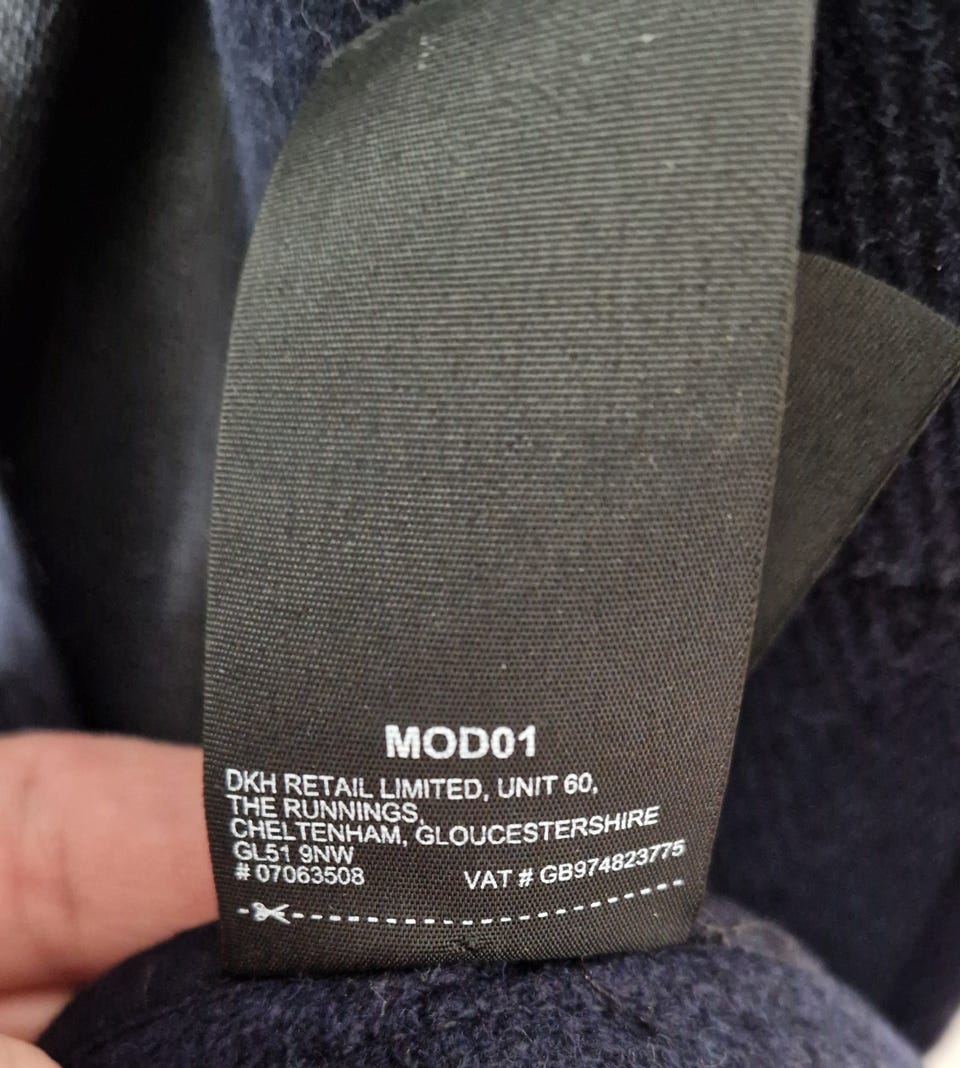 MOD01
DKH RETAIL LIMITED, UNIT 60,
THE RUNNINGS,
CHELTENHAM, GLOUCESTERSHIRE
GL51 9NW
# 07063508 VAT # GB974823775